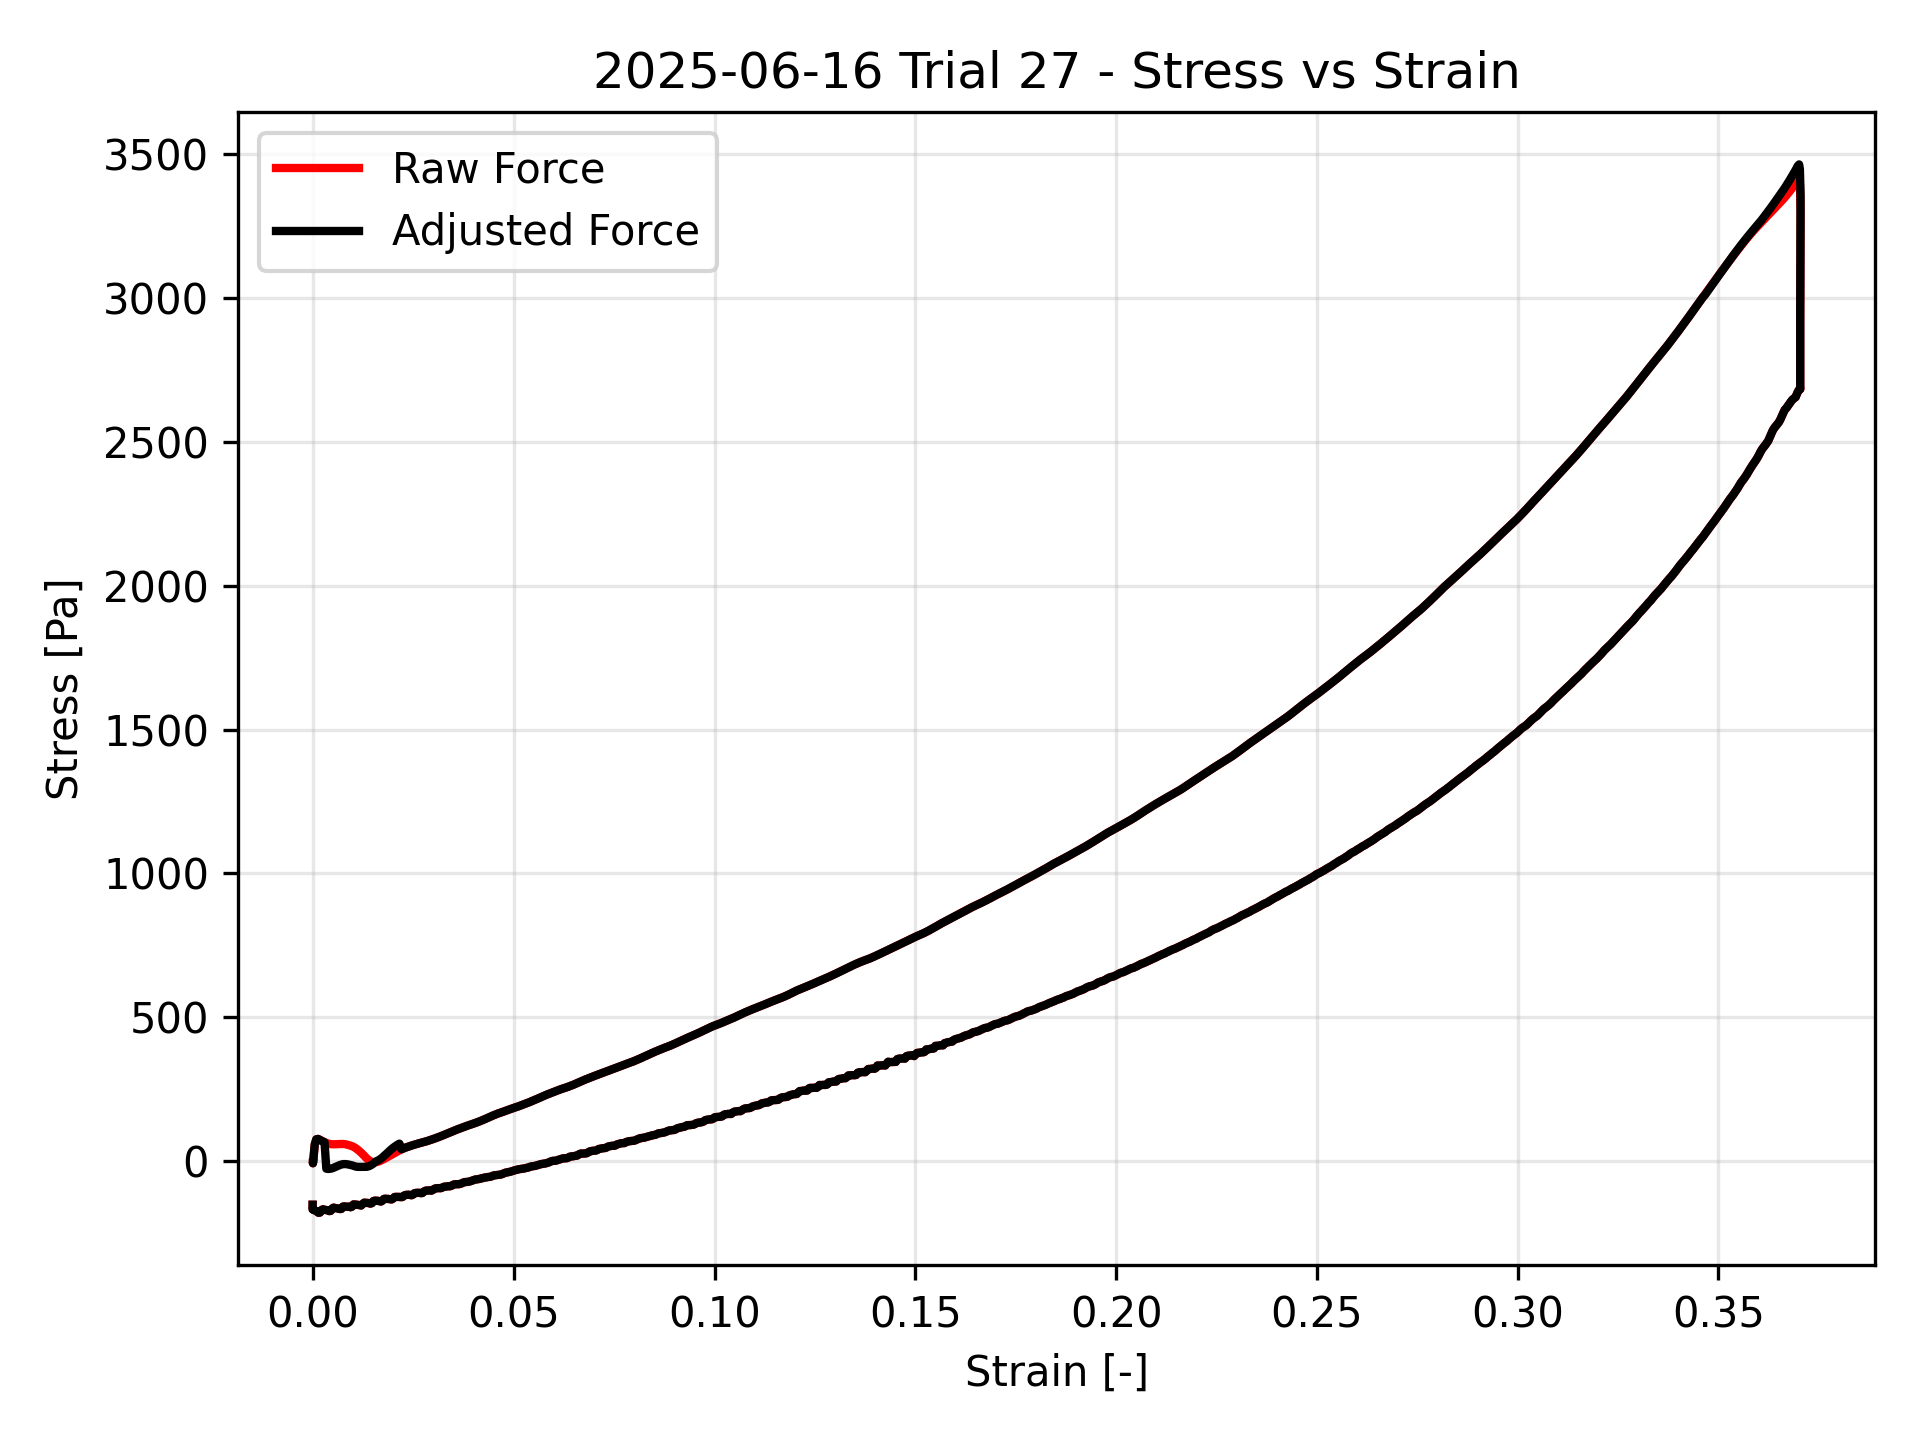 2025-06-16 Trial 27 - Stress vs Strain
Raw Force
Adjusted Force
3500
3000
2500
2000
1500
1000
500
0
Stress [Pa]
0.00 0.05 0.10 0.15 0.20 0.25 0.30 0.35
Strain [-]